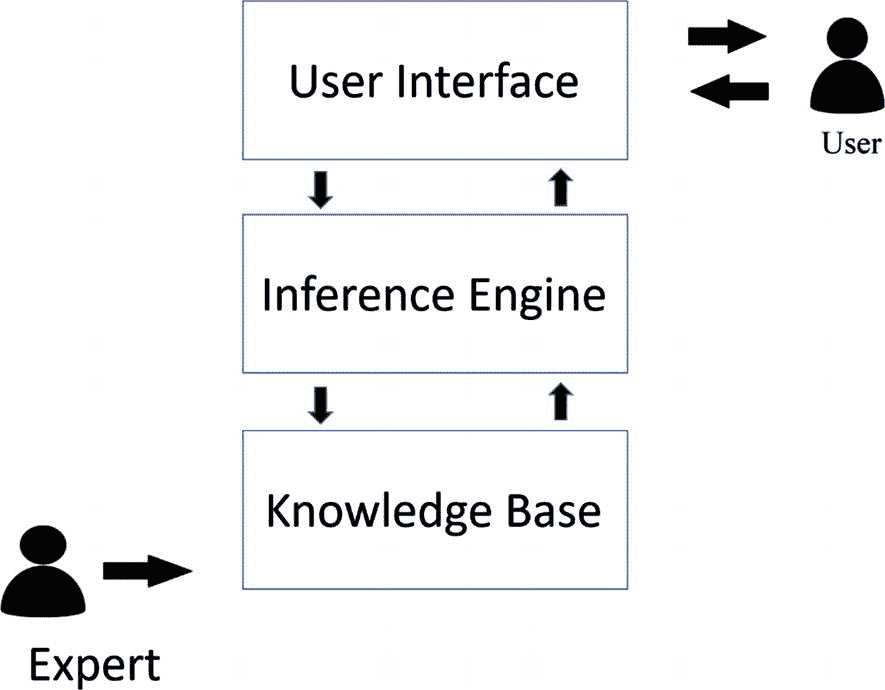 User Interface
User
Inference Engine
Knowledge Base
Expert